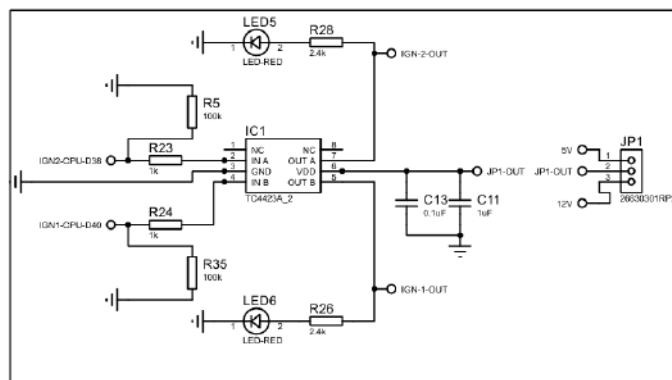 LED5
R28
1
2
LED-RED
2.4k
IGN-2-OUT
R5
100k
IC1
R23
IGN2-CPU-D38
1k
1
NC
NC
8
2
IN A
OUT A
7
3
GND
VDD
6
4
IN B
OUT B
5
TC4423A_2
JP1-OUT
R24
IGN1-CPU-D40
1k
C13
0.1uF
C11
1uF
JP1
5V
1
JP1-OUT
2
3
12V
26630301RP2
R35
100k
IGN-1-OUT
LED6
R26
1
2
LED-RED
2.4k